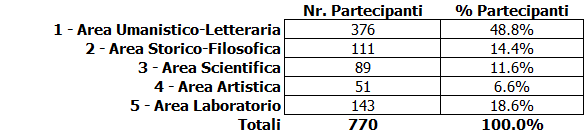 Nr. Partecipanti % Partecipanti
1 - Area Umanistico-Letteraria 376 48.8%
2 - Area Storico-Filosofica 111 14.4%
3 - Area Scientifica 89 11.6%
4 - Area Artistica 51 6.6%
5 - Area Laboratorio 143 18.6%
Totali 770 100.0%